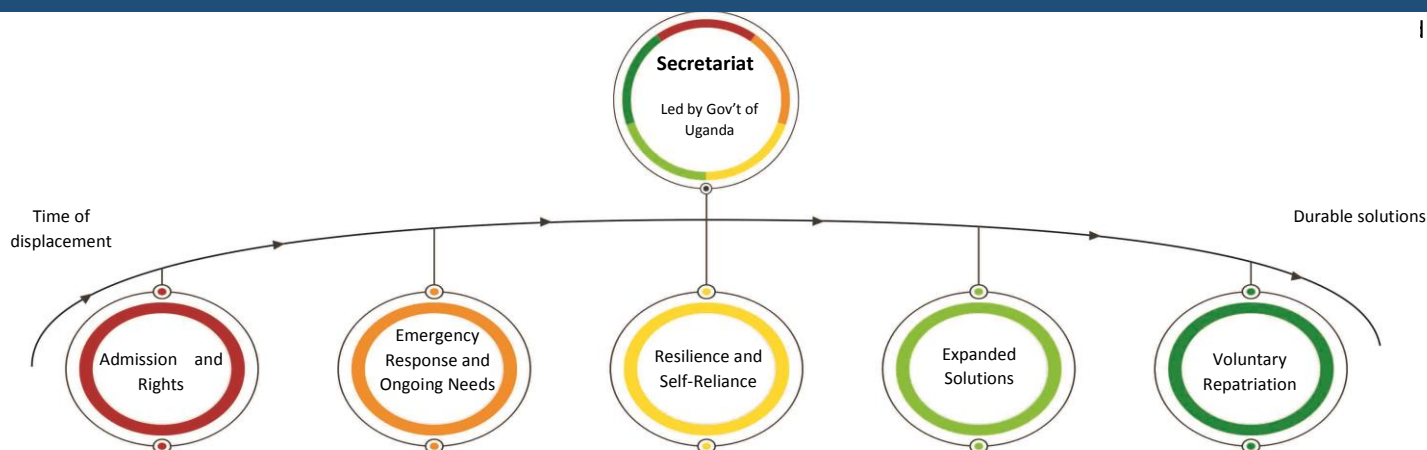 Secretariat
Led by Gov't of
Uganda
Time of
displacement
Durable solutions
Admission and
Rights
Emergency
Response and
Ongoing Needs
Resilience and
Self-Reliance
Expanded
Solutions
Voluntary
Repatriation